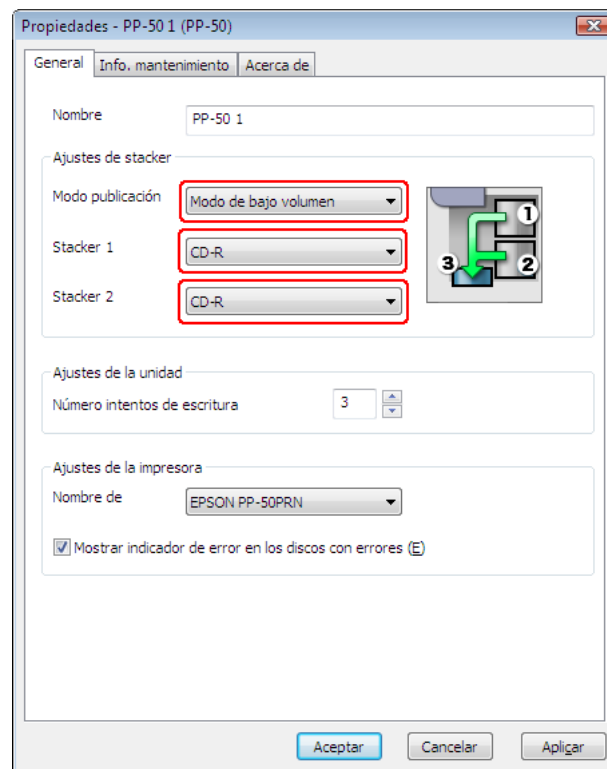 Propiedades - PP-50 1 (PP-50)
General Info. mantenimiento Acerca de
Nombre PP-50 1
Ajustes de stacker
Modo publicación Modo de bajo volumen
1
Stacker 1 CD-R
3 2
Stacker 2 CD-R
Ajustes de la unidad
Número intentos de escritura 3
Ajustes de la impresora
Nombre de EPSON PP-50PRN
Mostrar indicador de error en los discos con errores (E)
Aceptar Cancelar Aplicar